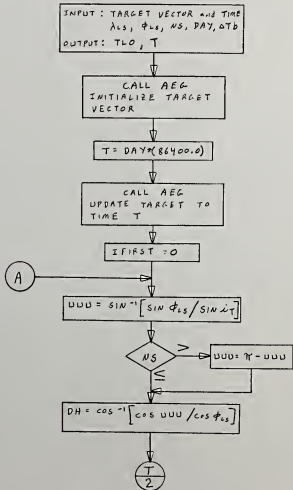 INPUT: TARGET VECTOR and TIME
λLS, ϕLS, NS, DAY, ΔTb
OUTPUT: TLO, T
CALL AEG
INITIALIZE TARGET
VECTOR
T = DAY*(86400.0)
CALL AEG
UPDATE TARGET TO
TIME T
IFIRST = 0
A
UUU = SIN⁻¹[SIN ϕLS/SIN iT]
NS
>
≤
UUU = π - UUU
DH = COS⁻¹[COS UUU/COS ϕLS]
T
2